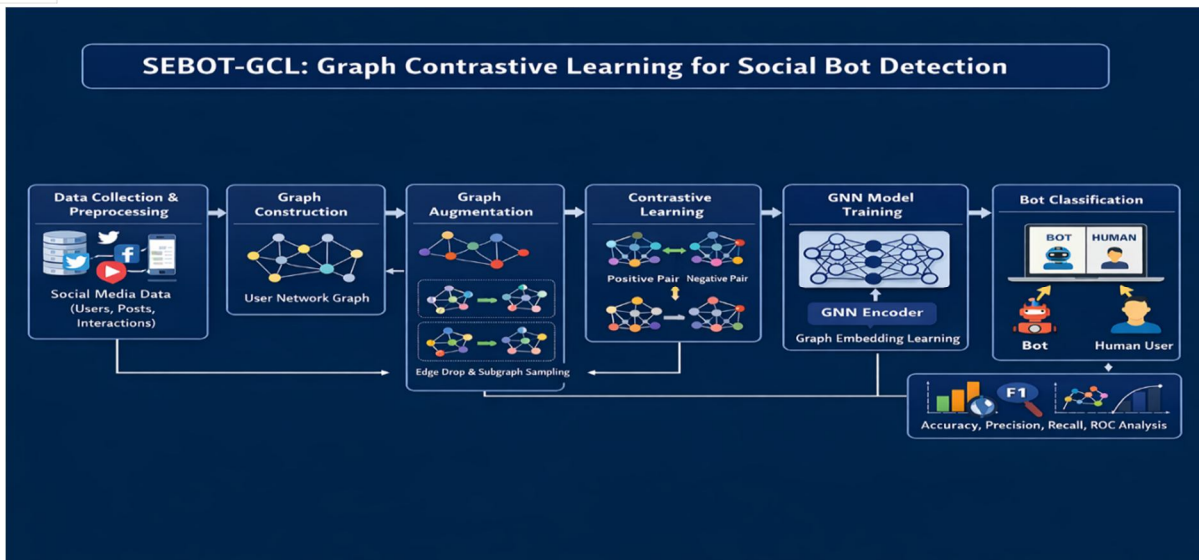 SEBOT-GCL: Graph Contrastive Learning for Social Bot Detection
Data Collection &
Preprocessing
Social Media Data
(Users, Posts,
Interactions)
Graph
Construction
User Network Graph
Graph
Augmentation
Edge Drop & Subgraph Sampling
Contrastive
Learning
Positive Pair
Negative Pair
GNN Model
Training
GNN Encoder
Graph Embedding Learning
Bot Classification
BOT
HUMAN
Bot
Human User
F1
Accuracy, Precision, Recall, ROC Analysis